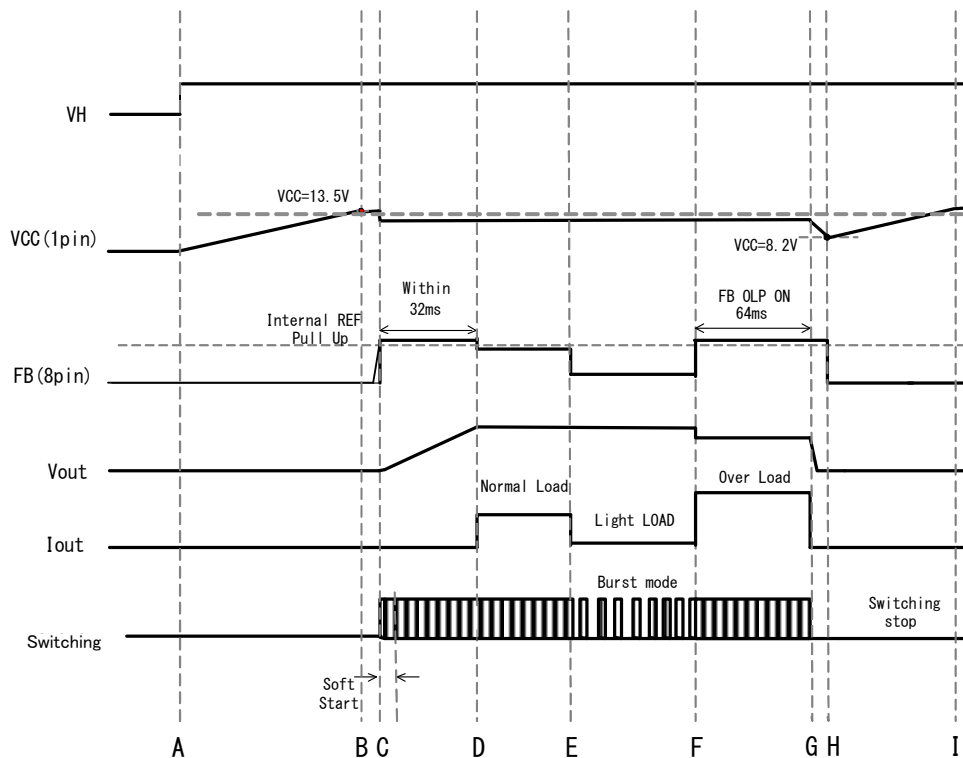 VH
VCC=13.5V
VCC(1pin)
VCC=8.2V
Within
32ms
FB OLP ON
64ms
Internal REF
Pull Up
FB(8pin)
Vout
Normal Load
Over Load
Light LOAD
Iout
Burst mode
Switching
stop
Switching
Soft
Start
A B C D E F G H I